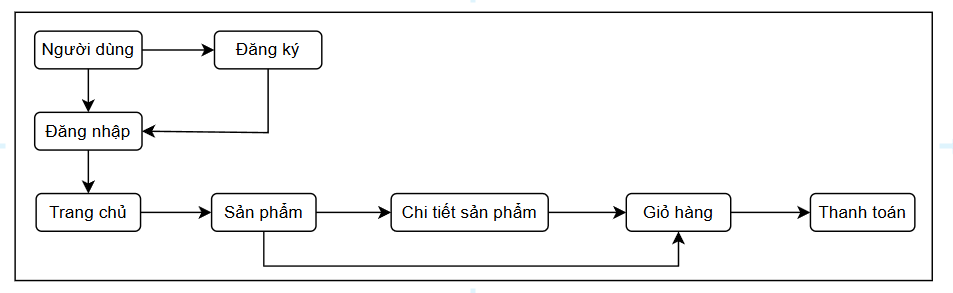 Người dùng
Đăng ký
Đăng nhập
Trang chủ
Sản phẩm
Chi tiết sản phẩm
Giỏ hàng
Thanh toán